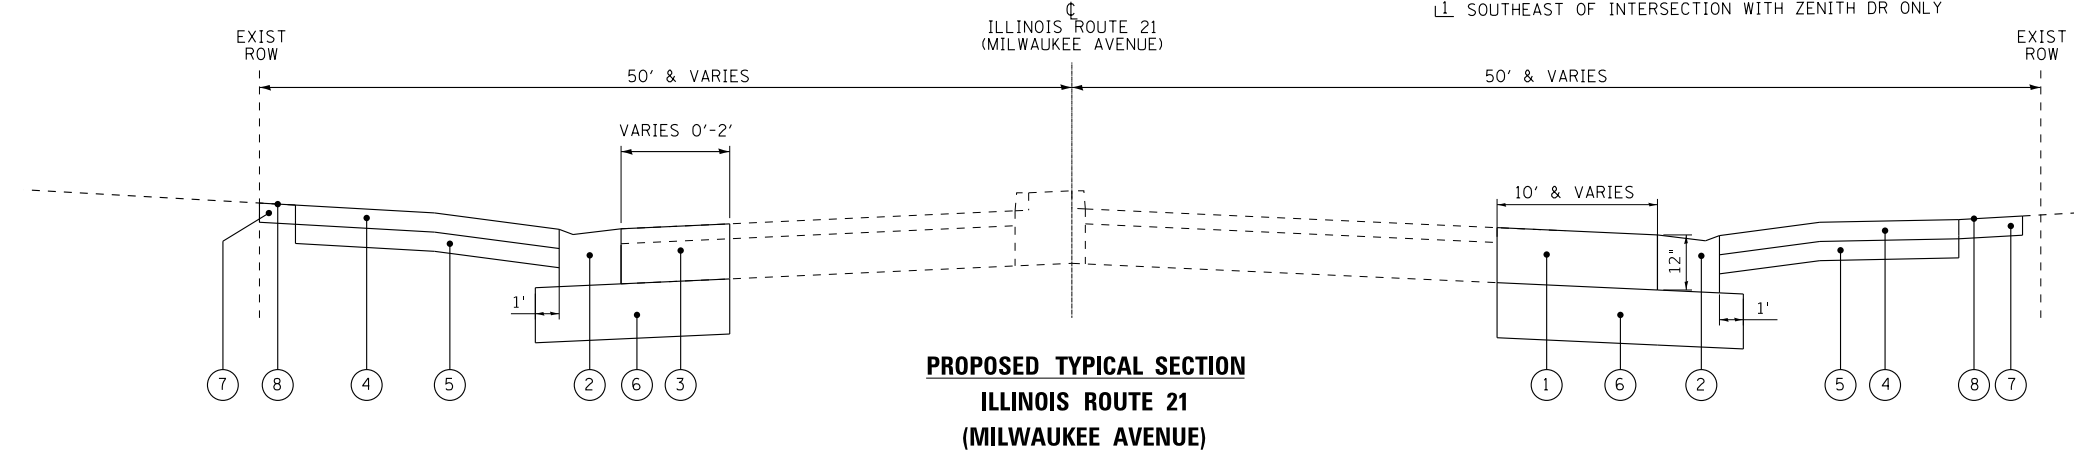 ℄
ILLINOIS ROUTE 21
(MILWAUKEE AVENUE)
1 SOUTHEAST OF INTERSECTION WITH ZENITH DR ONLY
EXIST
ROW
EXIST
ROW
50' & VARIES
50' & VARIES
VARIES 0'-2'
10' & VARIES
12"
1'
1'
7
8
4
5
2
6
3
1
6
2
5
4
8
7
PROPOSED TYPICAL SECTION
ILLINOIS ROUTE 21
(MILWAUKEE AVENUE)